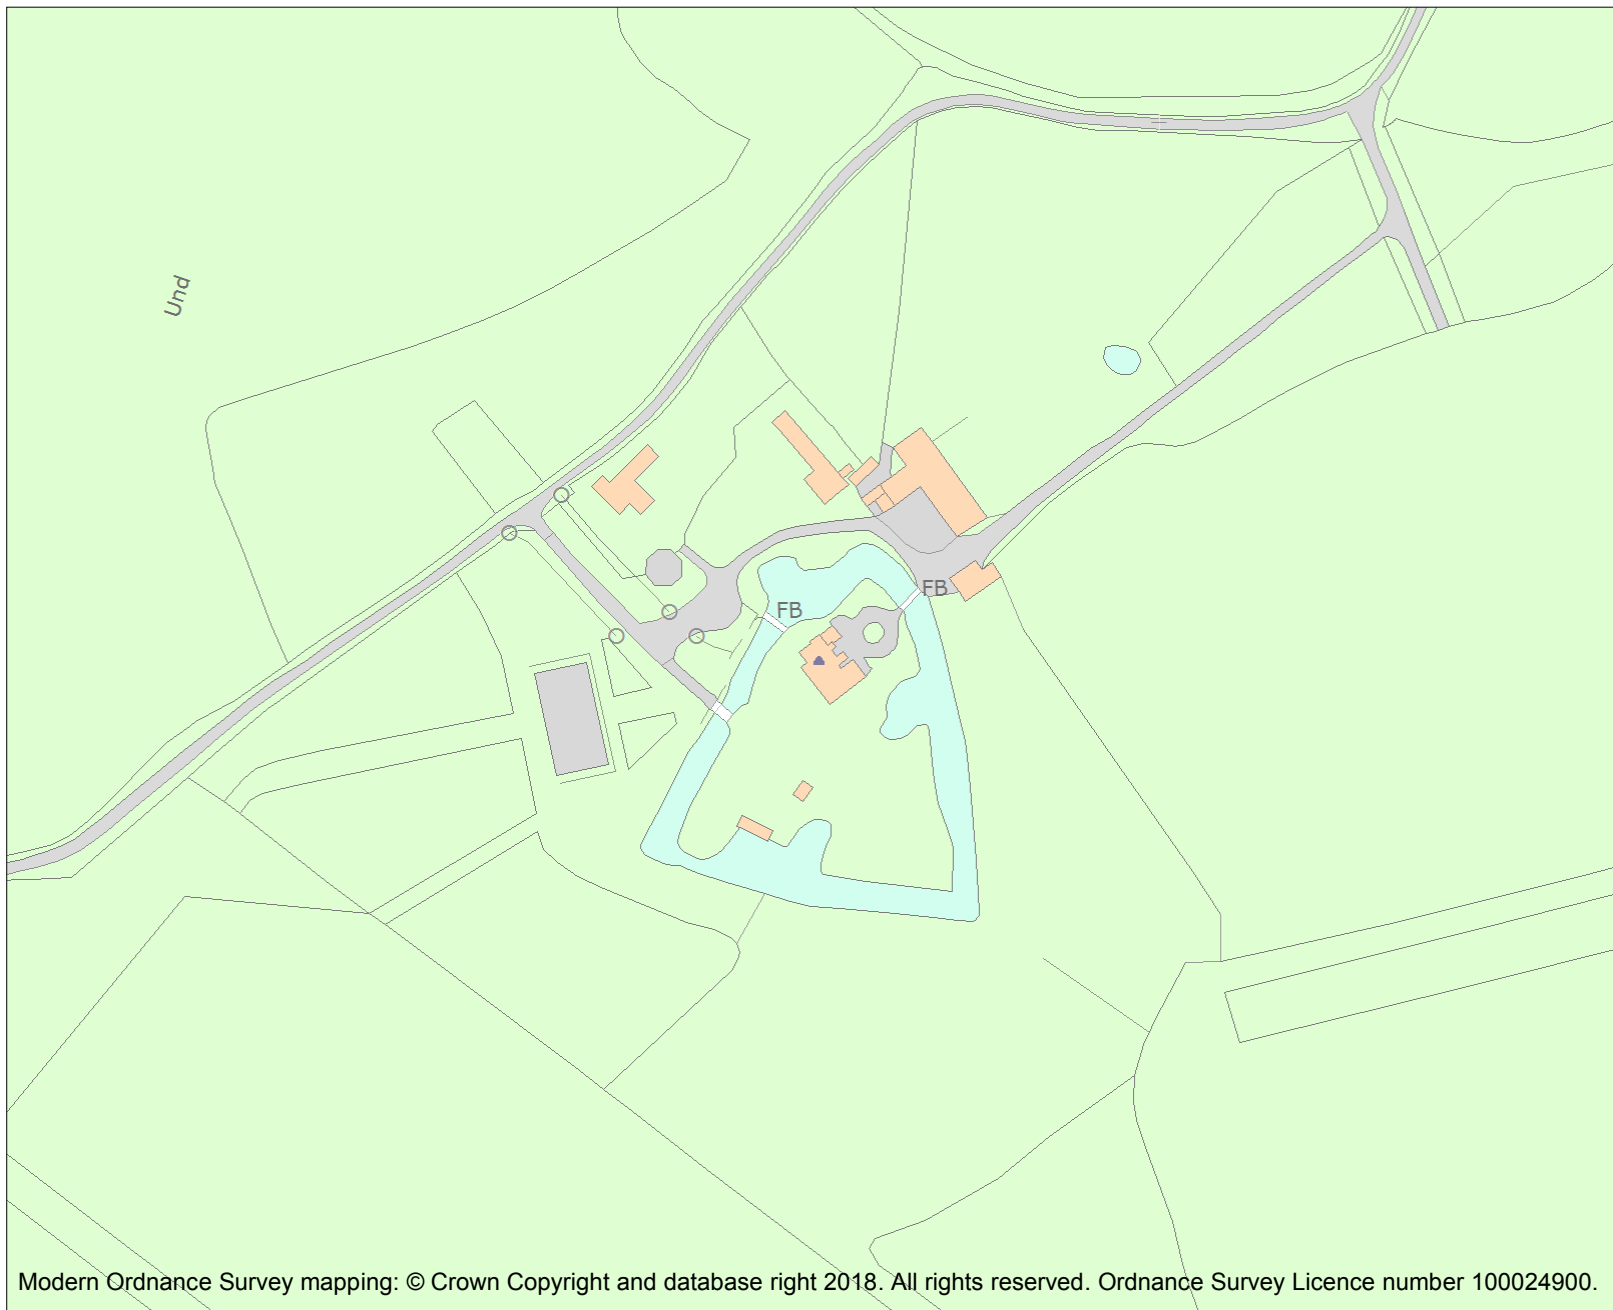 Und
FB
FB
Modern Ordnance Survey mapping: © Crown Copyright and database right 2018. All rights reserved. Ordnance Survey Licence number 100024900.